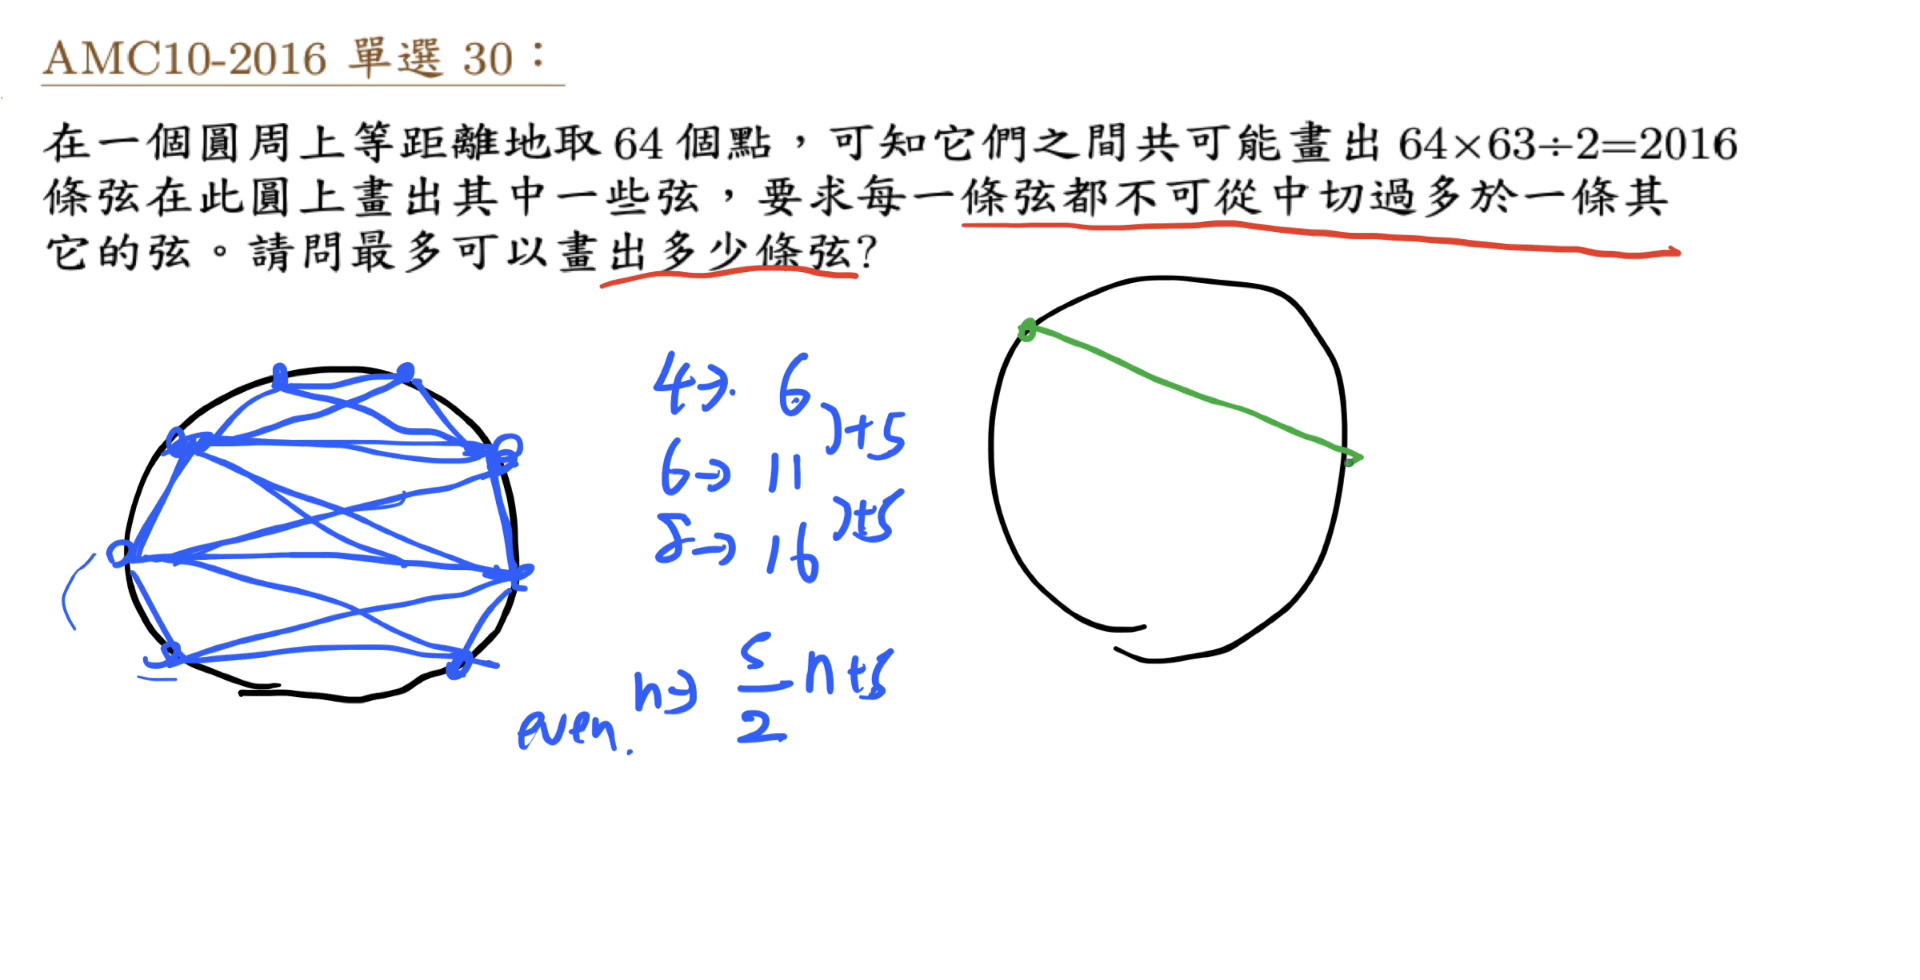 AMC10-2016 單選 30：
在一個圓周上等距離地取 64 個點，可知它們之間共可能畫出 64×63÷2=2016
條弦在此圓上畫出其中一些弦，要求每一條弦都不可從中切過多於一條其
它的弦。請問最多可以畫出多少條弦?
4→. 6
)+5
6→ 11
)+5
8→ 16
even. n→ 5/2 n+5